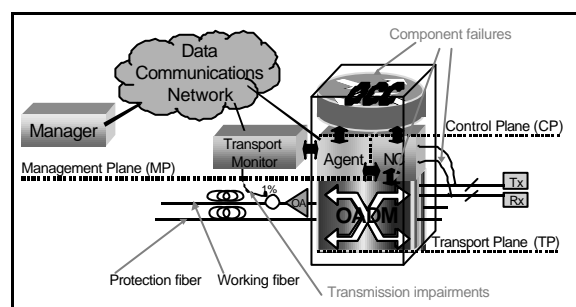 Component failures
Data
Communications
Network
Manager
Transport
Monitor
Control Plane (CP)
Agent
Management Plane (MP)
1%
OA
OADM
Tx
Rx
Transport Plane (TP)
Protection fiber
Working fiber
Transmission impairments